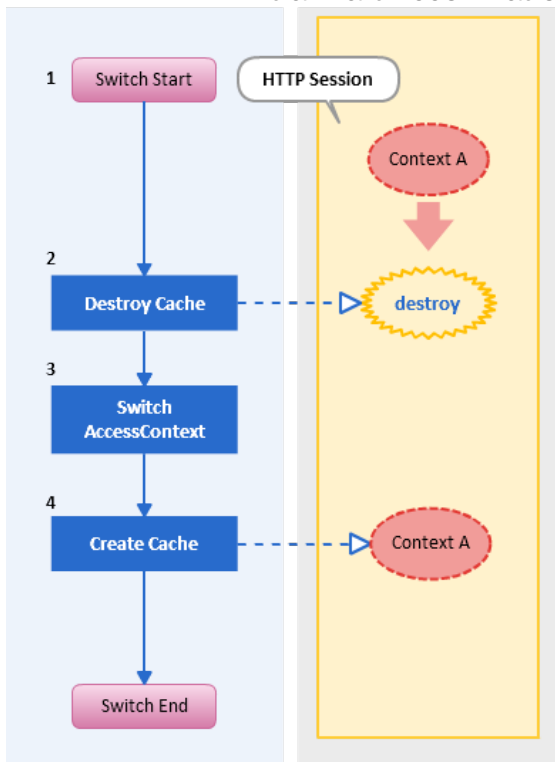 1
Switch Start
HTTP Session
Context A
2
Destroy Cache
destroy
3
Switch
AccessContext
4
Create Cache
Context A
Switch End